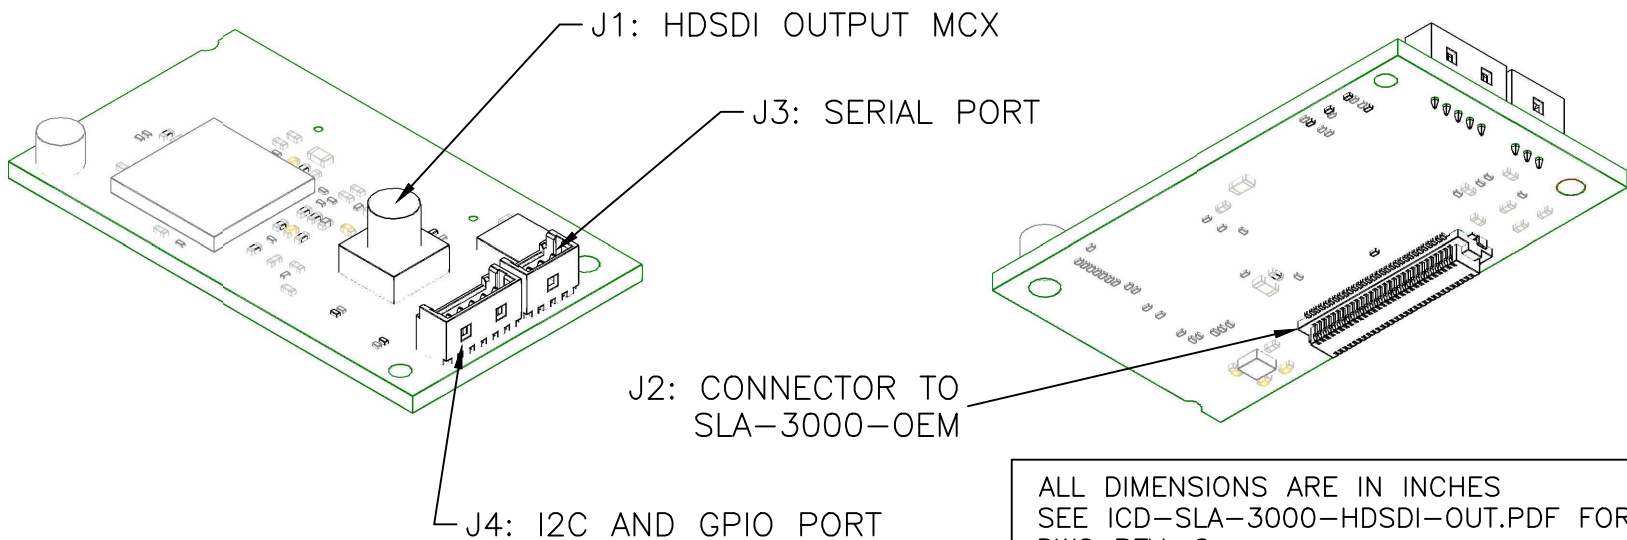 J1: HDSDI OUTPUT MCX
J3: SERIAL PORT
J2: CONNECTOR TO
SLA-3000-OEM
J4: I2C AND GPIO PORT
ALL DIMENSIONS ARE IN INCHES
SEE ICD-SLA-3000-HDSDI-OUT.PDF FOR